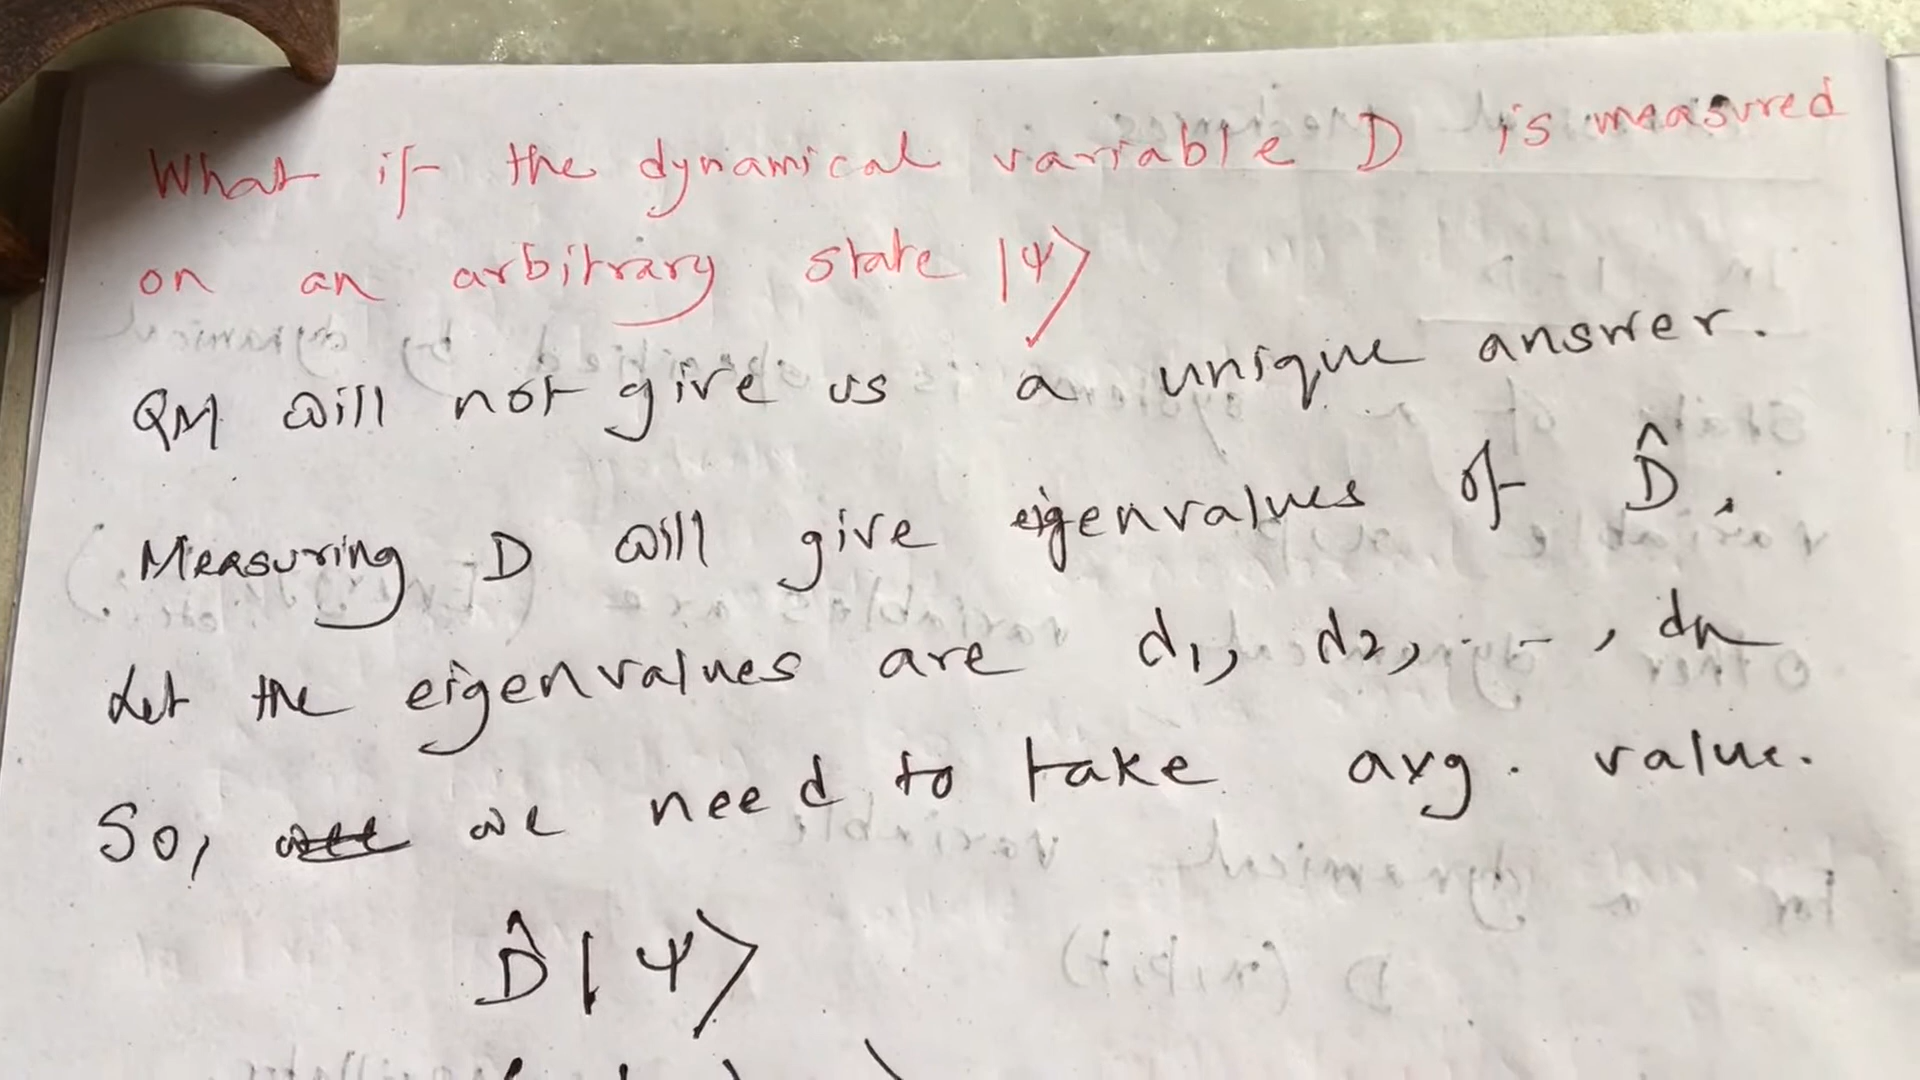 What if the dynamical variable D is measured
on an arbitrary state |ψ⟩
QM will not give us a unique answer.
Measuring D will give eigenvalues of D̂.
Let the eigenvalues are d₁, d₂, ..., dn
So, we need to take avg. value.
D̂|ψ⟩